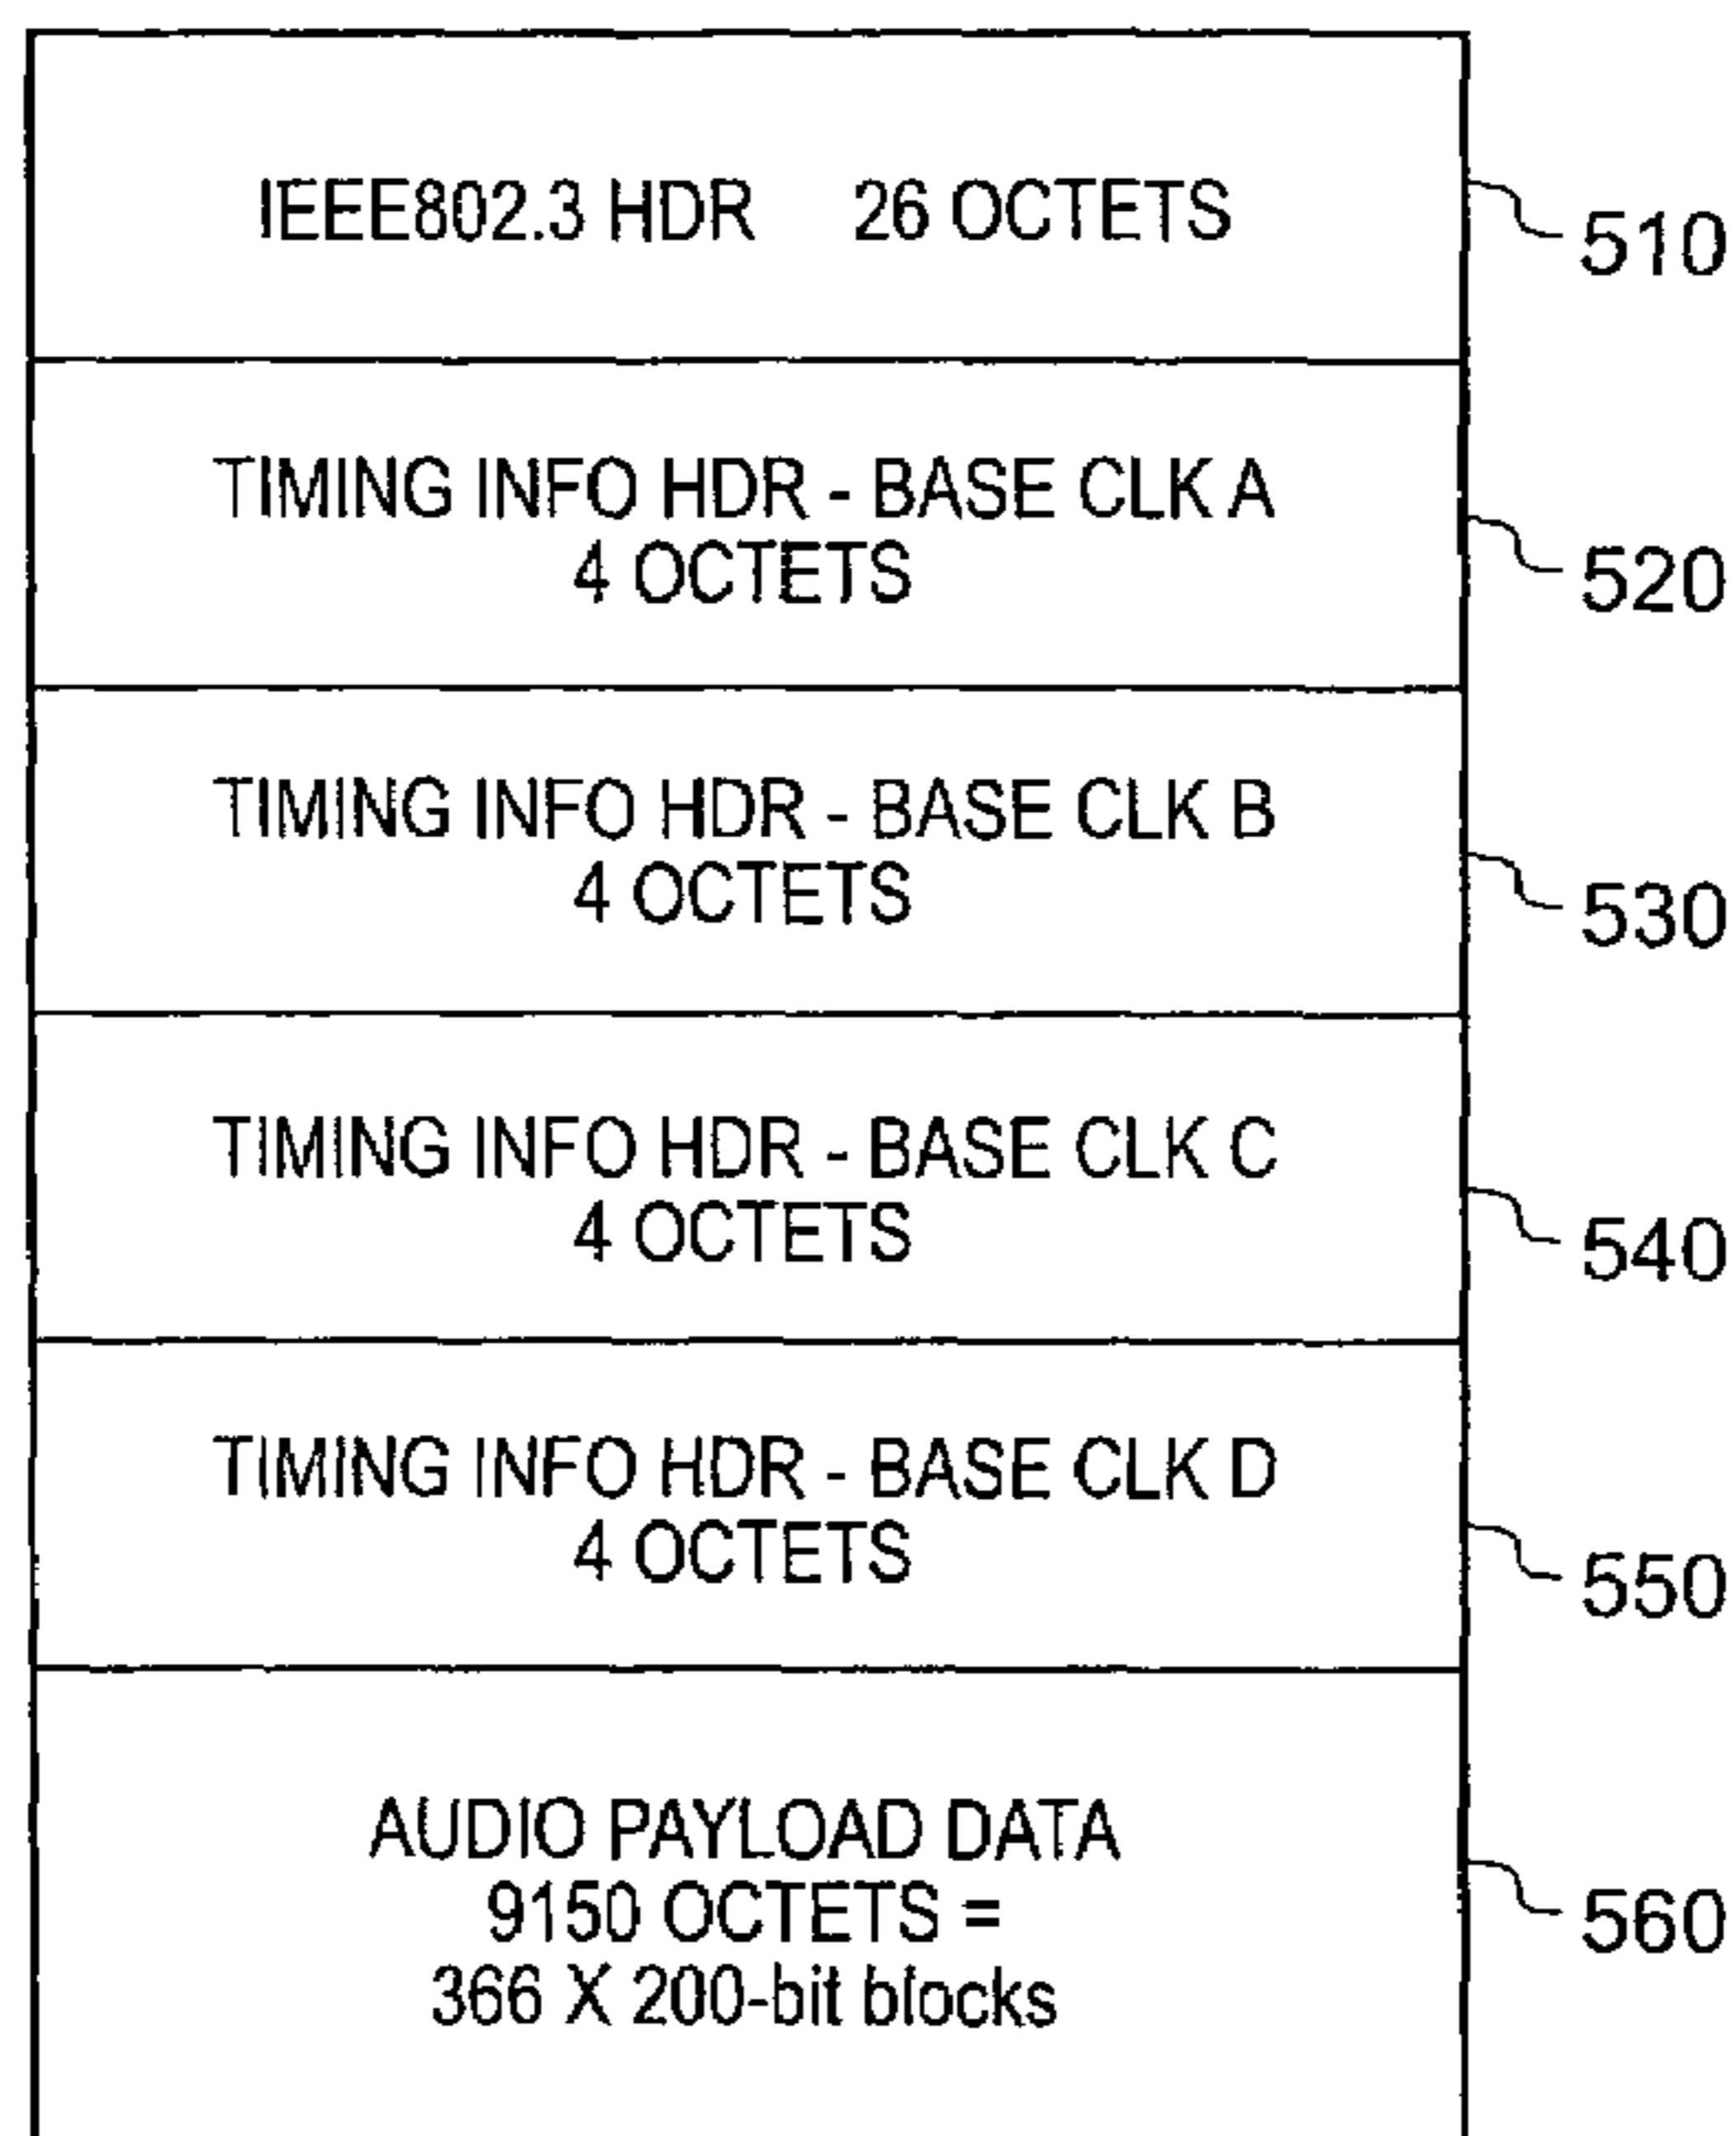 IEEE802.3 HDR 26 OCTETS
510
TIMING INFO HDR - BASE CLK A
4 OCTETS
520
TIMING INFO HDR - BASE CLK B
4 OCTETS
530
TIMING INFO HDR - BASE CLK C
4 OCTETS
540
TIMING INFO HDR - BASE CLK D
4 OCTETS
550
AUDIO PAYLOAD DATA
9150 OCTETS =
366 X 200-bit blocks
560